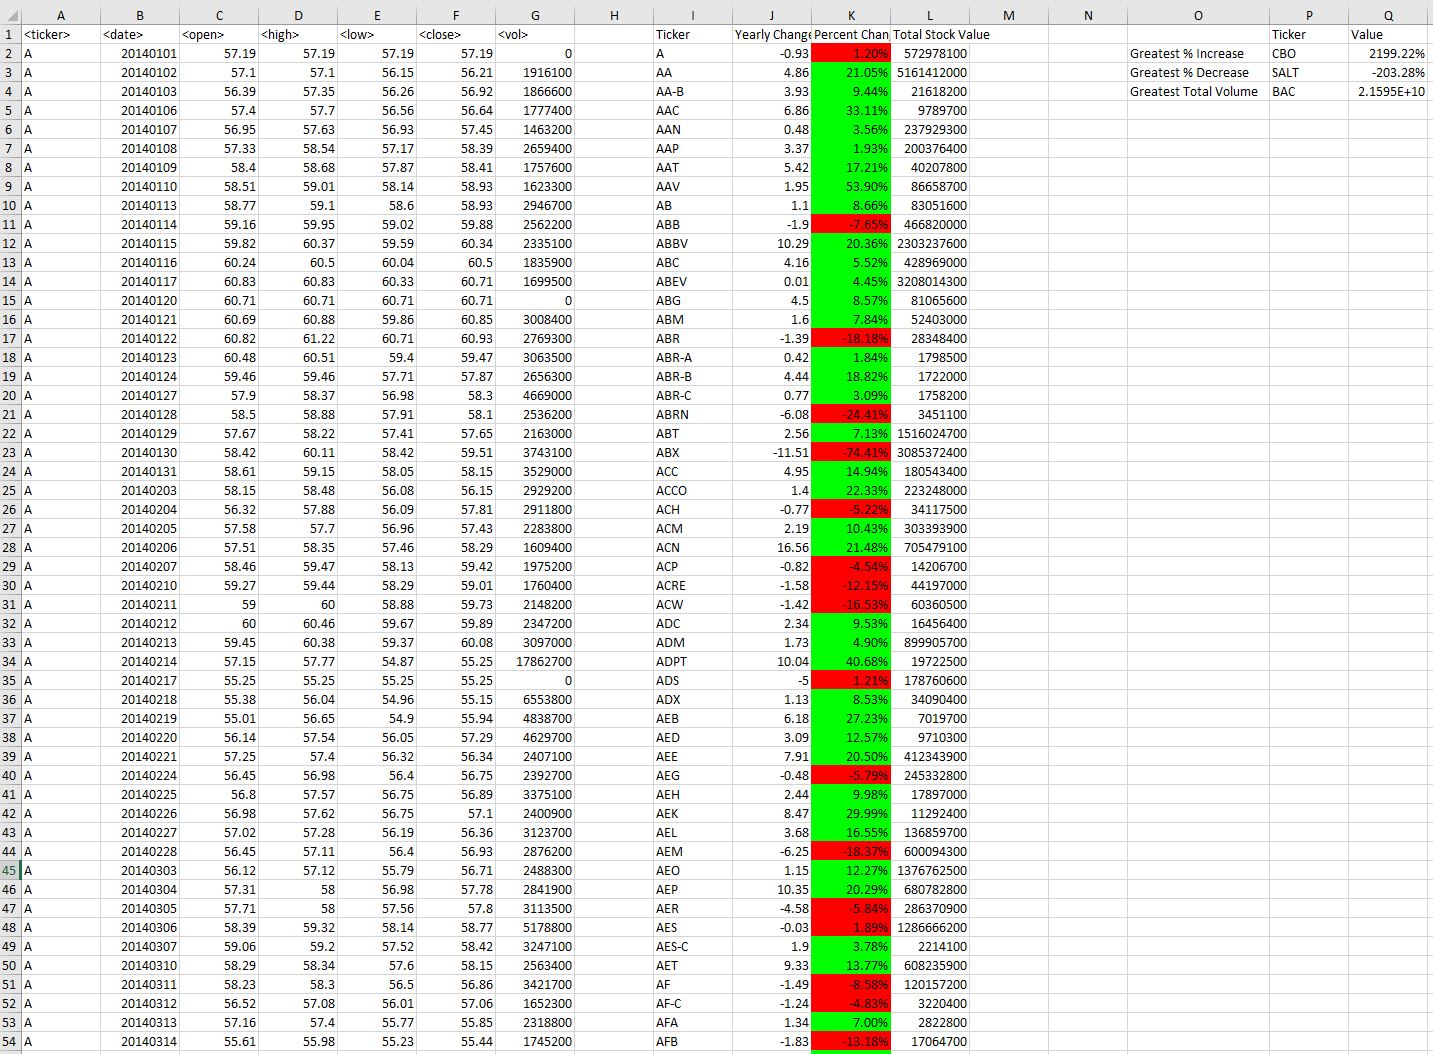 A B C D E F G H I J K L M N O P Q
1 <ticker> <date> <open> <high> <low> <close> <vol> Ticker Yearly Change Percent Chan Total Stock Value Ticker Value
2 A 20140101 57.19 57.19 57.19 57.19 0 A -0.93 1.20% 572978100 Greatest % Increase CBO 2199.22%
3 A 20140102 57.1 57.1 56.15 56.21 1916100 AA 4.86 21.05% 5161412000 Greatest % Decrease SALT -203.28%
4 A 20140103 56.39 57.35 56.26 56.92 1866600 AA-B 3.93 9.44% 21618200 Greatest Total Volume BAC 2.1595E+10
5 A 20140106 57.4 57.7 56.56 56.64 1777400 AAC 6.86 33.11% 9789700
6 A 20140107 56.95 57.63 56.93 57.45 1463200 AAN 0.48 3.56% 237929300
7 A 20140108 57.33 58.54 57.17 58.39 2659400 AAP 3.37 1.93% 200376400
8 A 20140109 58.4 58.68 57.87 58.41 1757600 AAT 5.42 17.21% 40207800
9 A 20140110 58.51 59.01 58.14 58.93 1623300 AAV 1.95 53.90% 86658700
10 A 20140113 58.77 59.1 58.6 58.93 2946700 AB 1.1 8.66% 83051600
11 A 20140114 59.16 59.95 59.02 59.88 2562200 ABB -1.9 -7.65% 466820000
12 A 20140115 59.82 60.37 59.59 60.34 2335100 ABBV 10.29 20.36% 2303237600
13 A 20140116 60.24 60.5 60.04 60.5 1835900 ABC 4.16 5.52% 428969000
14 A 20140117 60.83 60.83 60.33 60.71 1699500 ABEV 0.01 4.45% 3208014300
15 A 20140120 60.71 60.71 60.71 60.71 0 ABG 4.5 8.57% 81065600
16 A 20140121 60.69 60.88 59.86 60.85 3008400 ABM 1.6 7.84% 52403000
17 A 20140122 60.82 61.22 60.71 60.93 2769300 ABR -1.39 -18.18% 28348400
18 A 20140123 60.48 60.51 59.4 59.47 3063500 ABR-A 0.42 1.84% 1798500
19 A 20140124 59.46 59.46 57.71 57.87 2656300 ABR-B 4.44 18.82% 1722000
20 A 20140127 57.9 58.37 56.98 58.3 4669000 ABR-C 0.77 3.09% 1758200
21 A 20140128 58.5 58.88 57.91 58.1 2536200 ABRN -6.08 -24.41% 3451100
22 A 20140129 57.67 58.22 57.41 57.65 2163000 ABT 2.56 7.13% 1516024700
23 A 20140130 58.42 60.11 58.42 59.51 3743100 ABX -11.51 -74.41% 3085372400
24 A 20140131 58.61 59.15 58.05 58.15 3529000 ACC 4.95 14.94% 180543400
25 A 20140203 58.15 58.48 56.08 56.15 2929200 ACCO 1.4 22.33% 223248000
26 A 20140204 56.32 57.88 56.09 57.81 2911800 ACH -0.77 -5.22% 34117500
27 A 20140205 57.58 57.7 56.96 57.43 2283800 ACM 2.19 10.43% 303393900
28 A 20140206 57.51 58.35 57.46 58.29 1609400 ACN 16.56 21.48% 705479100
29 A 20140207 58.46 59.47 58.13 59.42 1975200 ACP -0.82 -4.54% 14206700
30 A 20140210 59.27 59.44 58.29 59.01 1760400 ACRE -1.58 -12.15% 44197000
31 A 20140211 59 60 58.88 59.73 2148200 ACW -1.42 -16.53% 60360500
32 A 20140212 60 60.46 59.67 59.89 2347200 ADC 2.34 9.53% 16456400
33 A 20140213 59.45 60.38 59.37 60.08 3097000 ADM 1.73 4.90% 899905700
34 A 20140214 57.15 57.77 54.87 55.25 17862700 ADPT 10.04 40.68% 19722500
35 A 20140217 55.25 55.25 55.25 55.25 0 ADS -5 1.21% 178760600
36 A 20140218 55.38 56.04 54.96 55.15 6553800 ADX 1.13 8.53% 34090400
37 A 20140219 55.01 56.65 54.9 55.94 4838700 AEB 6.18 27.23% 7019700
38 A 20140220 56.14 57.54 56.05 57.29 4629700 AED 3.09 12.57% 9710300
39 A 20140221 57.25 57.4 56.32 56.34 2407100 AEE 7.91 20.50% 412343900
40 A 20140224 56.45 56.98 56.4 56.75 2392700 AEG -0.48 -5.79% 245332800
41 A 20140225 56.8 57.57 56.75 56.89 3375100 AEH 2.44 9.98% 17897000
42 A 20140226 56.98 57.62 56.75 57.1 2400900 AEK 8.47 29.99% 11292400
43 A 20140227 57.02 57.28 56.19 56.36 3123700 AEL 3.68 16.55% 136859700
44 A 20140228 56.45 57.11 56.4 56.93 2876200 AEM -6.25 -18.37% 600094300
45 A 20140303 56.12 57.12 55.79 56.71 2488300 AEO 1.15 12.27% 1376762500
46 A 20140304 57.31 58 56.98 57.78 2841900 AEP 10.35 20.29% 680782800
47 A 20140305 57.71 58 57.56 57.8 3113500 AER -4.58 -5.84% 286370900
48 A 20140306 58.39 59.32 58.14 58.77 5178800 AES -0.03 1.89% 1286666200
49 A 20140307 59.06 59.2 57.52 58.42 3247100 AES-C 1.9 3.78% 2214100
50 A 20140310 58.29 58.34 57.6 58.15 2563400 AET 9.33 13.77% 608235900
51 A 20140311 58.23 58.3 56.5 56.86 3421700 AF -1.49 -8.58% 120157200
52 A 20140312 56.52 57.08 56.01 57.06 1652300 AF-C -1.24 -4.83% 3220400
53 A 20140313 57.16 57.4 55.77 55.85 2318800 AFA 1.34 7.00% 2822800
54 A 20140314 55.61 55.98 55.23 55.44 1745200 AFB -1.83 -13.18% 17064700